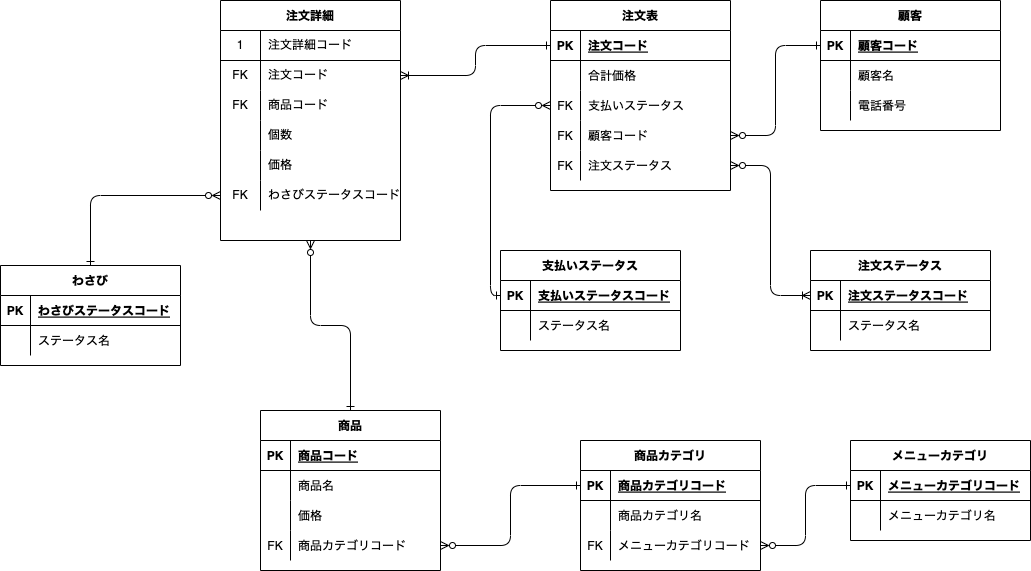 注文詳細
1 注文詳細コード
FK 注文コード
FK 商品コード
個数
価格
FK わさびステータスコード
注文表
PK 注文コード
合計価格
FK 支払いステータス
FK 顧客コード
FK 注文ステータス
顧客
PK 顧客コード
顧客名
電話番号
わさび
PK わさびステータスコード
ステータス名
支払いステータス
PK 支払いステータスコード
ステータス名
注文ステータス
PK 注文ステータスコード
ステータス名
商品
PK 商品コード
商品名
価格
FK 商品カテゴリコード
商品カテゴリ
PK 商品カテゴリコード
商品カテゴリ名
FK メニューカテゴリコード
メニューカテゴリ
PK メニューカテゴリコード
メニューカテゴリ名